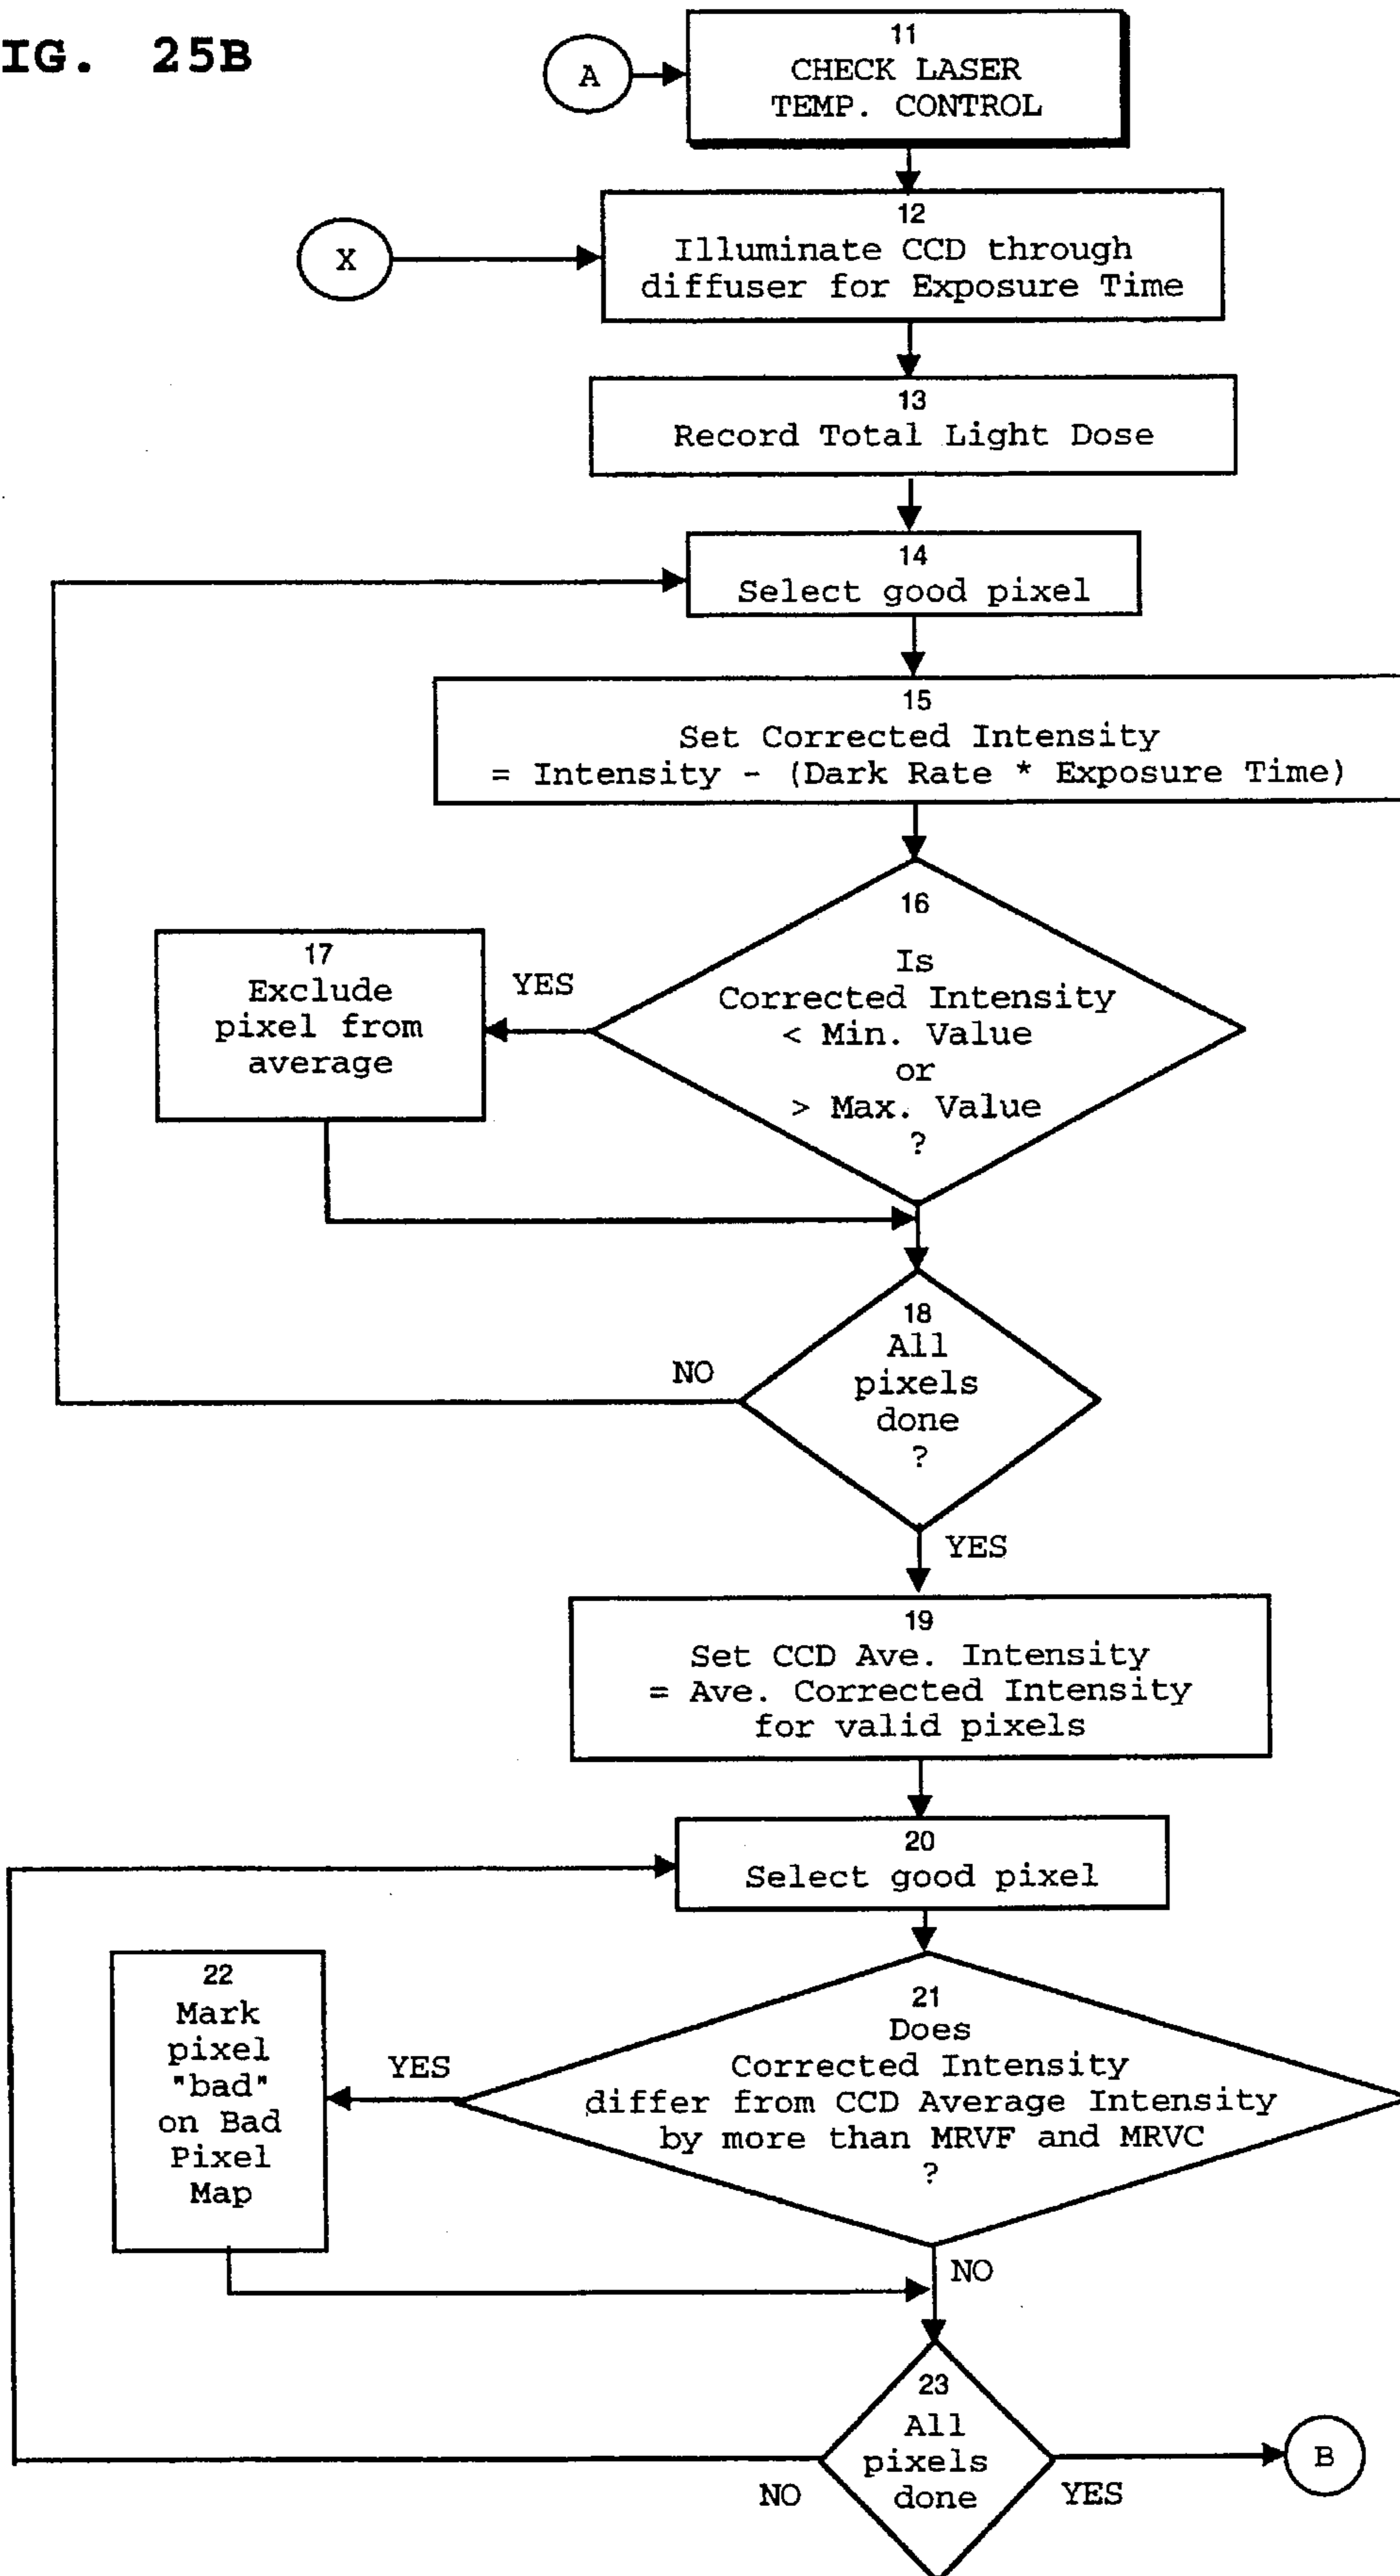 IG. 25B
A
11
CHECK LASER
TEMP. CONTROL
X
12
Illuminate CCD through
diffuser for Exposure Time
13
Record Total Light Dose
14
Select good pixel
15
Set Corrected Intensity
= Intensity - (Dark Rate * Exposure Time)
16
Is
Corrected Intensity
< Min. Value
or
> Max. Value
?
YES
17
Exclude
pixel from
average
18
All
pixels
done
?
NO
YES
19
Set CCD Ave. Intensity
= Ave. Corrected Intensity
for valid pixels
20
Select good pixel
21
Does
Corrected Intensity
differ from CCD Average Intensity
by more than MRVF and MRVC
?
YES
22
Mark
pixel
"bad"
on Bad
Pixel
Map
NO
23
All
pixels
done
NO
YES
B